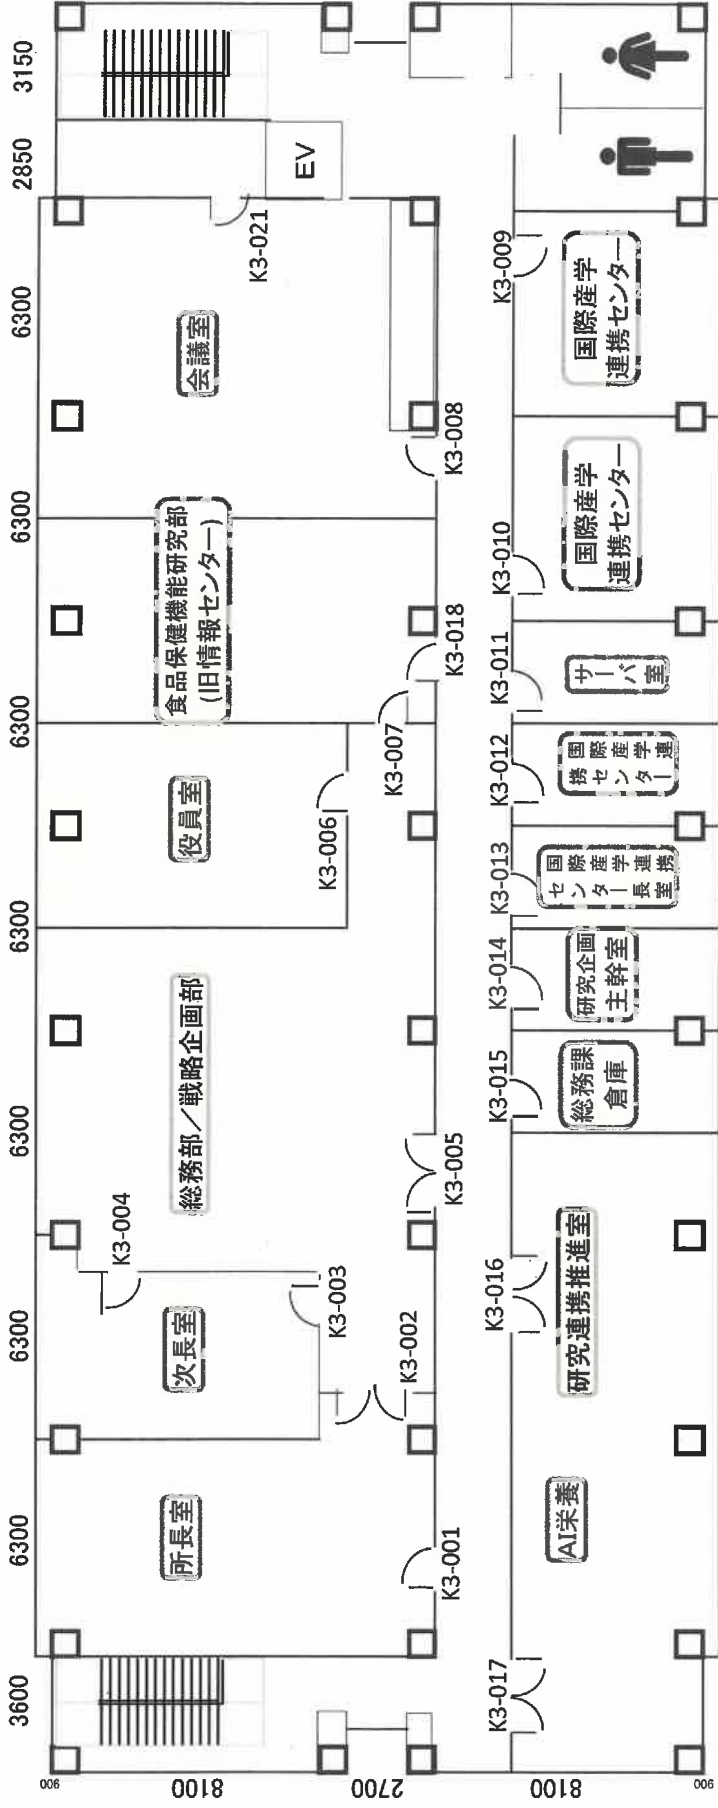 3600
6300
6300
6300
6300
6300
6300
6300
2850
3150
900
8100
2700
8100
900
所長室
次長室
総務部／戦略企画部
役員室
食品保健機能研究部
(旧情報センター)
会議室
EV
K3-001
K3-002
K3-003
K3-004
K3-005
K3-006
K3-007
K3-018
K3-008
K3-021
K3-017
K3-016
K3-015
K3-014
K3-013
K3-012
K3-011
K3-010
K3-009
AI栄養
研究連携推進室
総務課
倉庫
研究企画
主幹室
国際産学連携
センター長室
国際産学連
携センター
サーバ
室
国際産学
連携センター
国際産学
連携センター